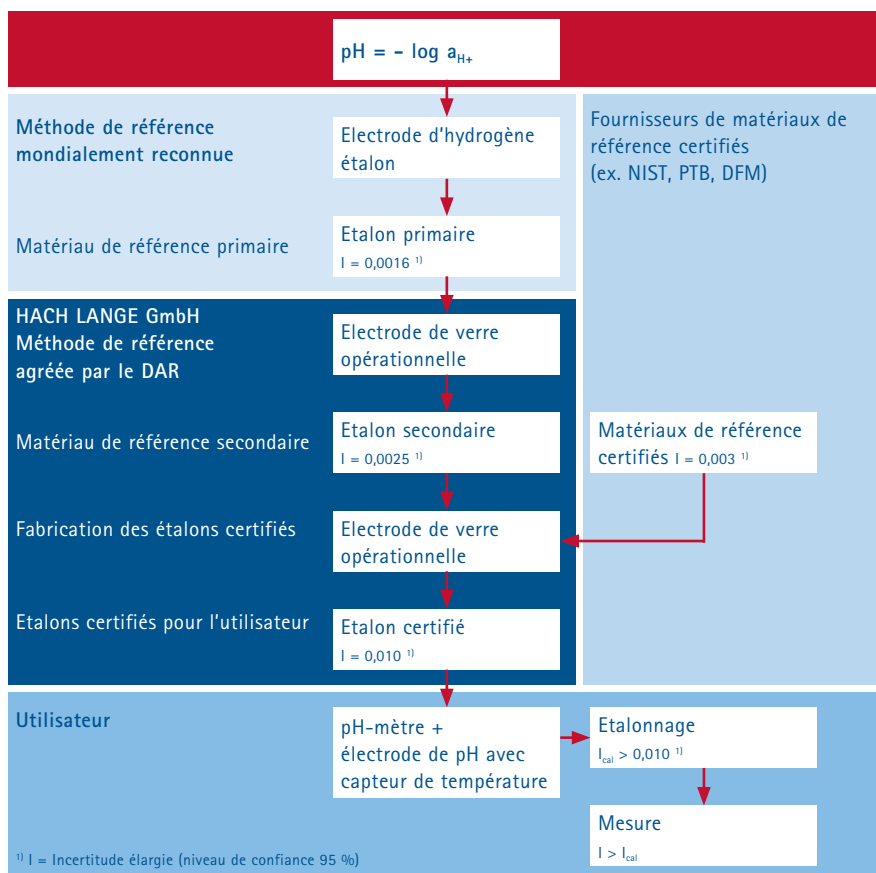 pH = - log aH+
Méthode de référence
mondialement reconnue
Electrode d'hydrogène
étalon
Fournisseurs de matériaux de
référence certifiés
(ex. NIST, PTB, DFM)
Matériau de référence primaire
Etalon primaire
I = 0,0016 1)
HACH LANGE GmbH
Méthode de référence
agréée par le DAR
Electrode de verre
opérationnelle
Matériau de référence secondaire
Etalon secondaire
I = 0,0025 1)
Matériaux de référence
certifiés I = 0,003 1)
Fabrication des étalons certifiés
Electrode de verre
opérationnelle
Etalons certifiés pour l'utilisateur
Etalon certifié
I = 0,010 1)
Utilisateur
pH-mètre +
électrode de pH avec
capteur de température
Etalonnage
Ical > 0,010 1)
Mesure
I > Ical
1) I = Incertitude élargie (niveau de confiance 95 %)